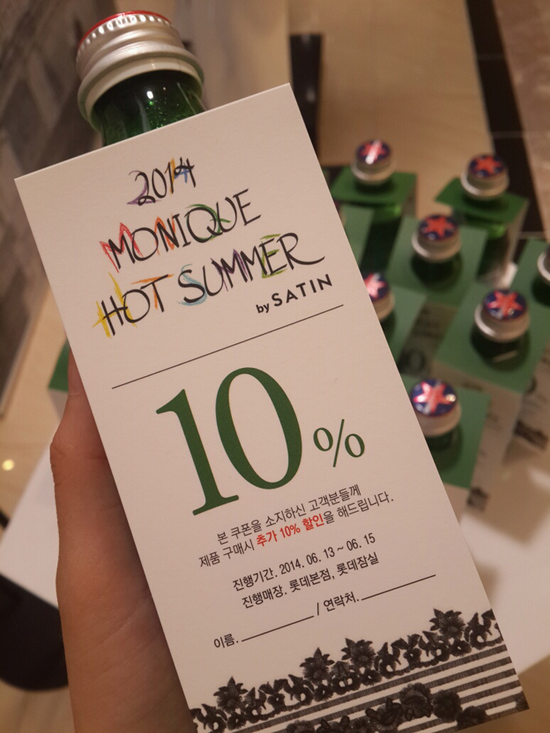 2014
MONIQUE
HOT SUMMER
by SATIN
10%
본 쿠폰을 소지하신 고객분들께
제품 구매시 추가 10% 할인을 해드립니다.
진행기간. 2014. 06. 13 ~ 06. 15
진행매장. 롯데본점, 롯데잠실
이름. / 연락처.